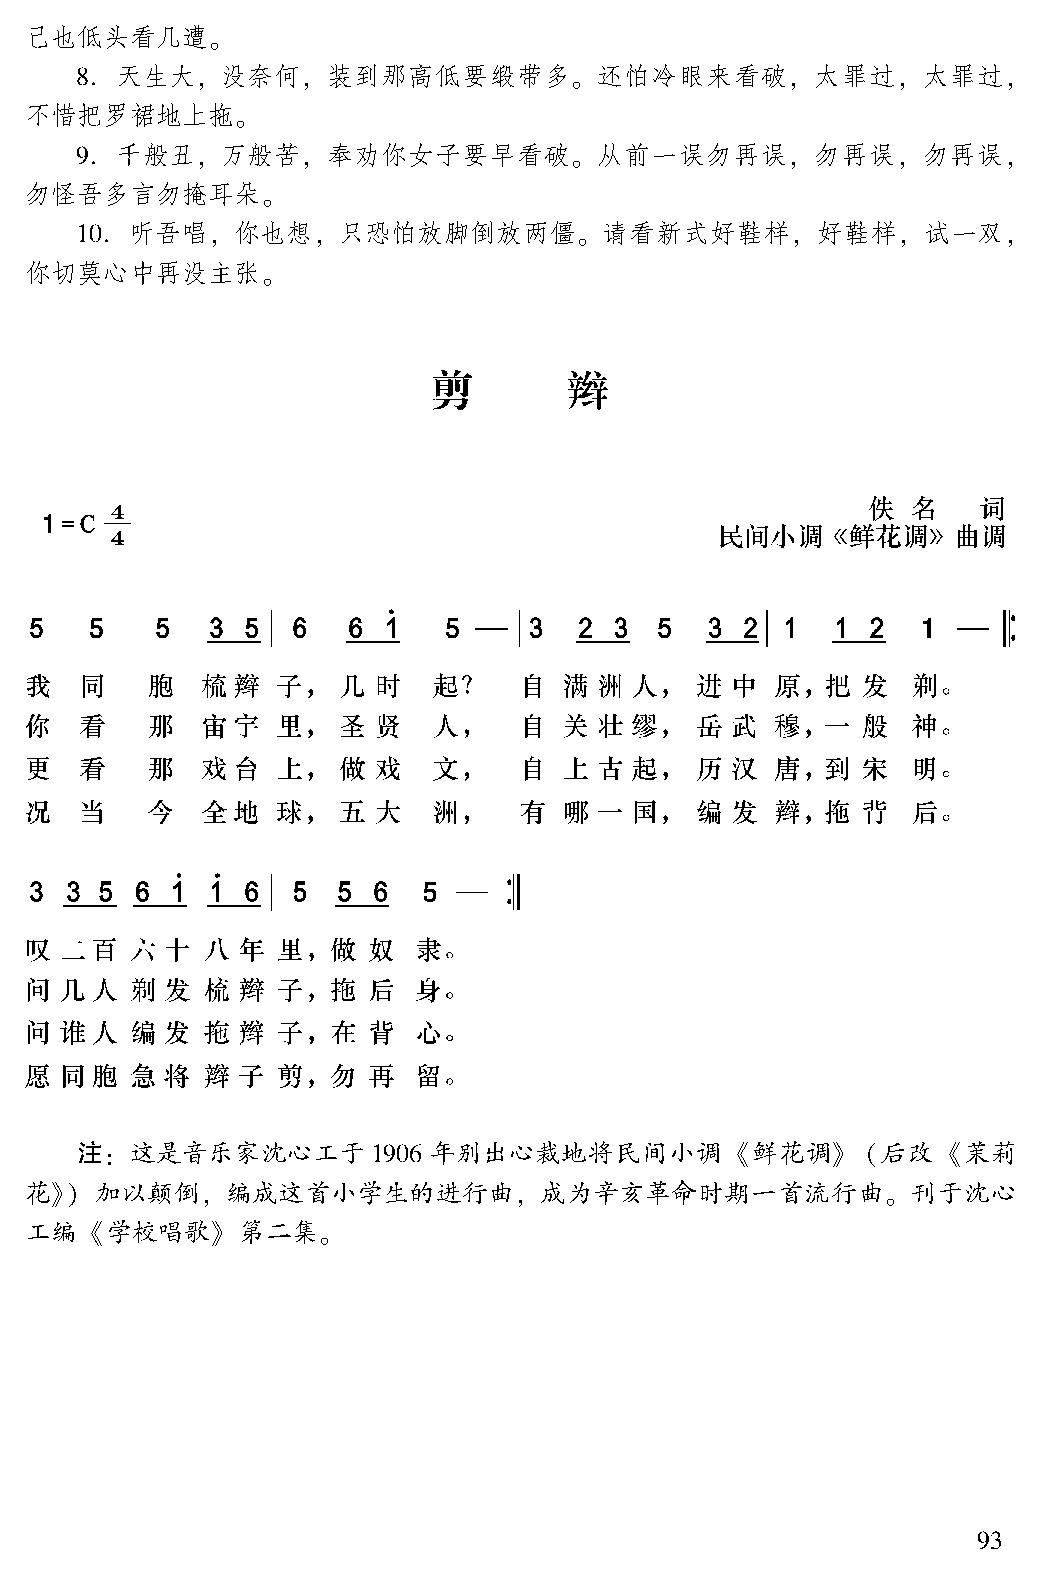 己也低头看几遭。
8．天生大，没奈何，装到那高低要缎带多。还怕冷眼来看破，太罪过，太罪过，
不惜把罗裙地上拖。
9．千般丑，万般苦，奉劝你女子要早看破。从前一误勿再误，勿再误，勿再误，
勿怪吾多言勿掩耳朵。
10．听吾唱，你也想，只恐怕放脚倒放两僵。请看新式好鞋样，好鞋样，试一双，
你切莫心中再没主张。
剪 辫
1=C 4/4
佚名 词
民间小调《鲜花调》曲调
5 5 5 3 5 | 6 6 i 5 — | 3 2 3 5 3 2 | 1 1 2 1 — :
我 同 胞 梳辫 子，几时 起？ 自 满洲人，进中 原，把发 剃。
你 看 那 宙宇 里，圣贤 人， 自 关壮缪，岳武 穆，一般 神。
更 看 那 戏台 上，做戏 文， 自 上古起，历汉 唐，到宋 明。
况 当 今 全地 球，五大 洲， 有 哪一国，编发 辫，拖背 后。
3 3 5 6 i i 6 | 5 5 6 5 — :‖
叹 二百 六十 八年 里，做奴 隶。
问 几人 剃发 梳辫 子，拖后 身。
问 谁人 编发 拖辫 子，在背 心。
愿 同胞 急将 辫子 剪，勿再 留。
注：这是音乐家沈心工于1906年别出心裁地将民间小调《鲜花调》（后改《茉莉
花》）加以颠倒，编成这首小学生的进行曲，成为辛亥革命时期一首流行曲。刊于沈心
工编《学校唱歌》第二集。
93